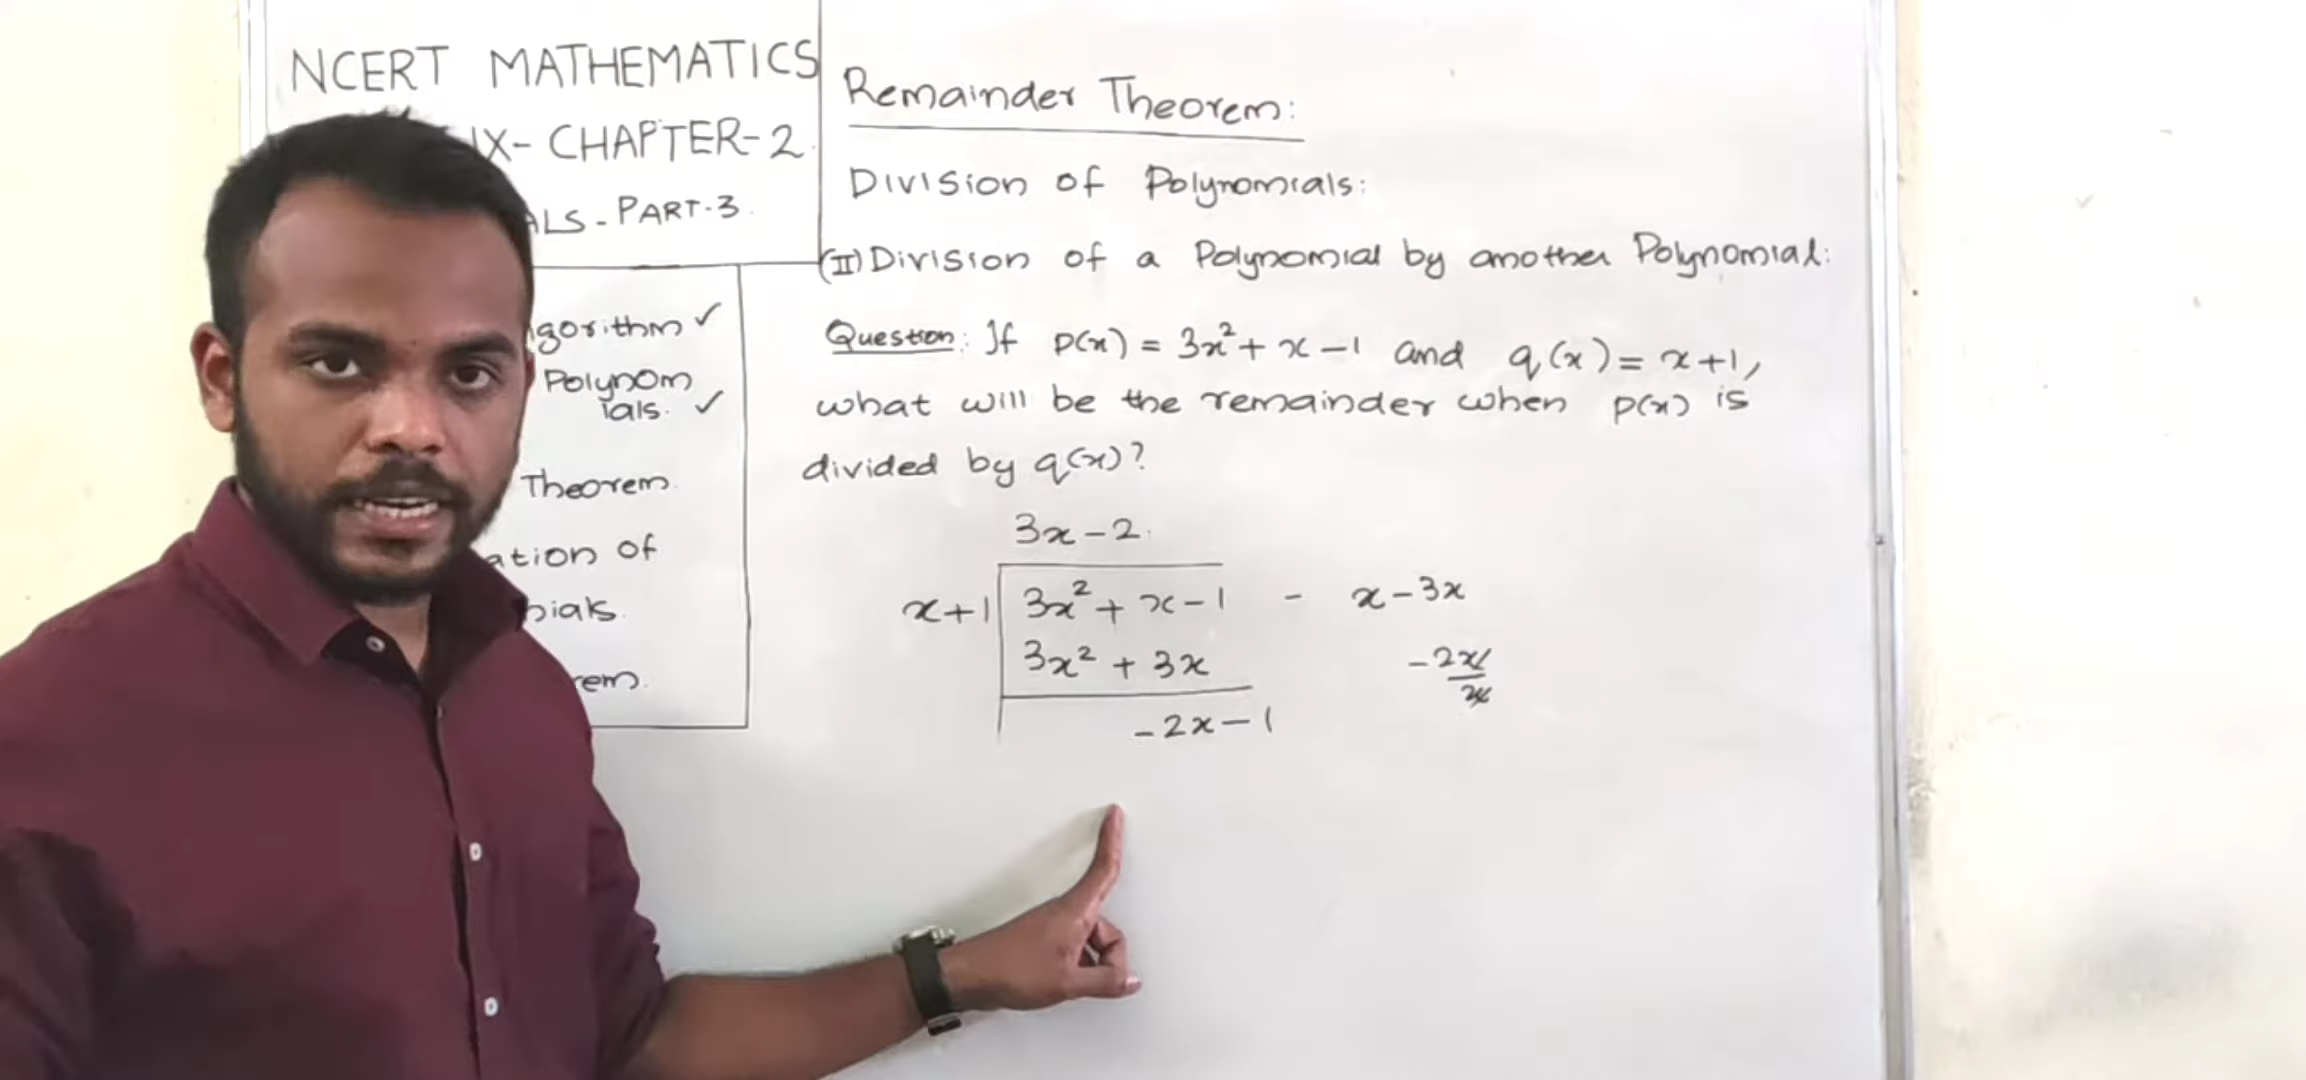 NCERT MATHEMATICS
IX- CHAPTER-2.
ALS - PART-3.
gorithm ✓
Polynom
ials. ✓
Theorem.
ation of
ials.
rem.
Remainder Theorem:
Division of Polynomials:
(II) Division of a Polynomial by another Polynomial:
Question: If p(x) = 3x² + x - 1 and q(x) = x + 1,
what will be the remainder when p(x) is
divided by q(x)?
3x - 2.
x+1 3x² + x - 1 - x - 3x
3x² + 3x -2x/x
-2x - 1